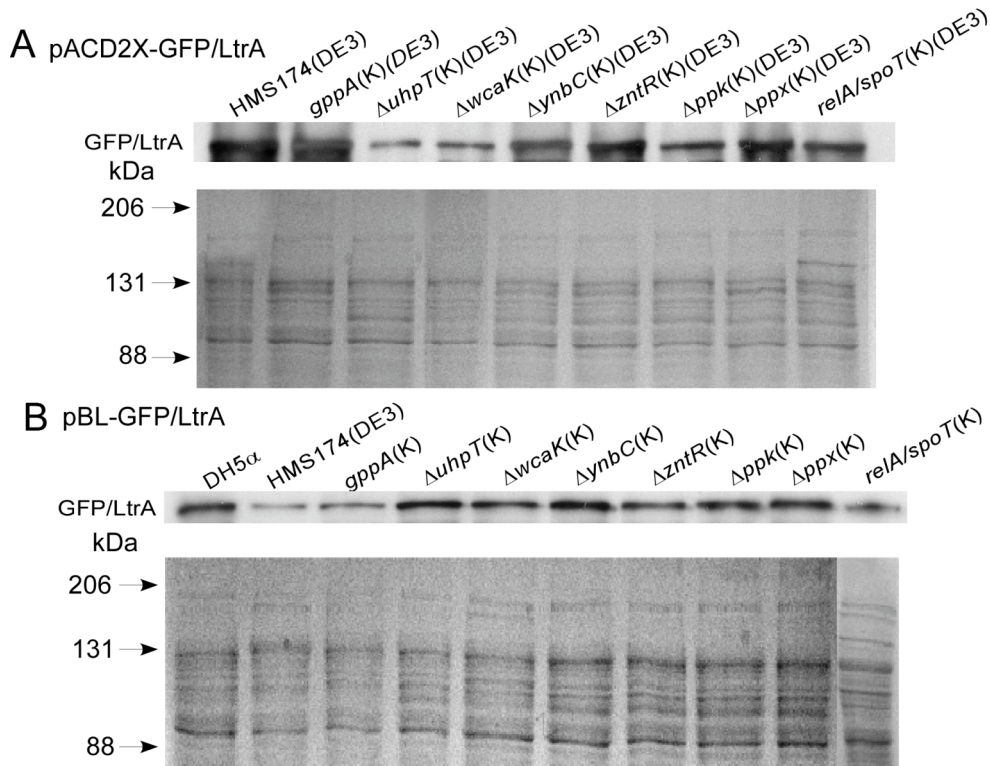 A pACD2X-GFP/LtrA
HMS174(DE3)
gppA(K)(DE3)
ΔuhpT(K)(DE3)
ΔwcaK(K)(DE3)
ΔynbC(K)(DE3)
ΔzntR(K)(DE3)
Δppk(K)(DE3)
Δppx(K)(DE3)
relA/spoT(K)(DE3)
GFP/LtrA
kDa
206
131
88
B pBL-GFP/LtrA
DH5α
HMS174(DE3)
gppA(K)
ΔuhpT(K)
ΔwcaK(K)
ΔynbC(K)
ΔzntR(K)
Δppk(K)
Δppx(K)
relA/spoT(K)
GFP/LtrA
kDa
206
131
88